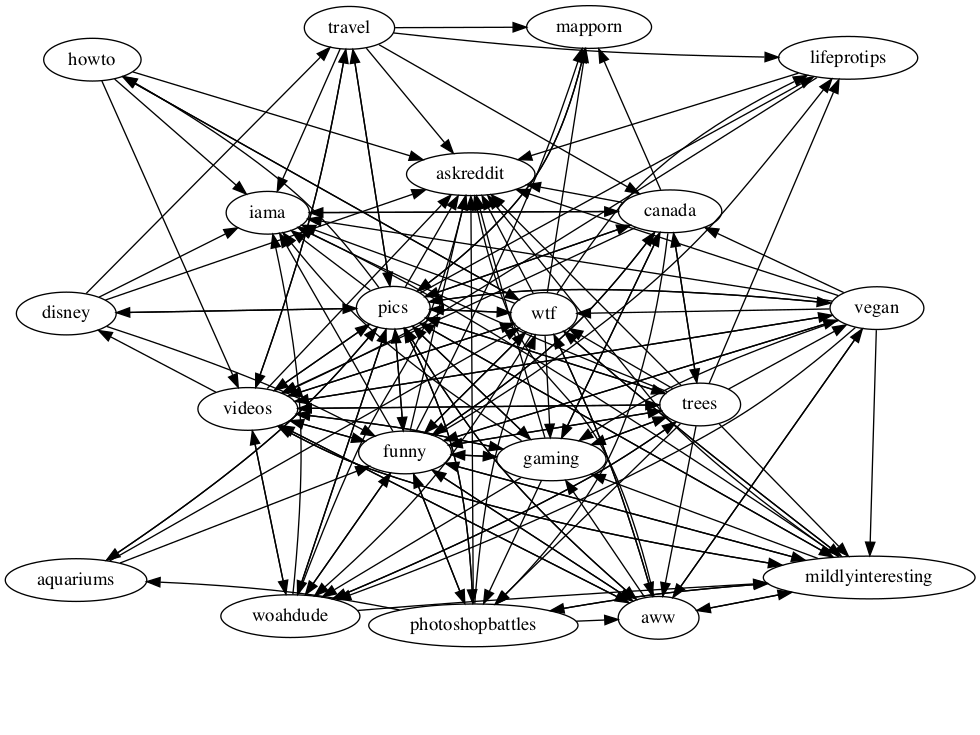 travel
mapporn
howto
lifeprotips
askreddit
iama
canada
disney
pics
wtf
vegan
videos
trees
funny
gaming
aquariums
mildlyinteresting
woahdude
photoshopbattles
aww